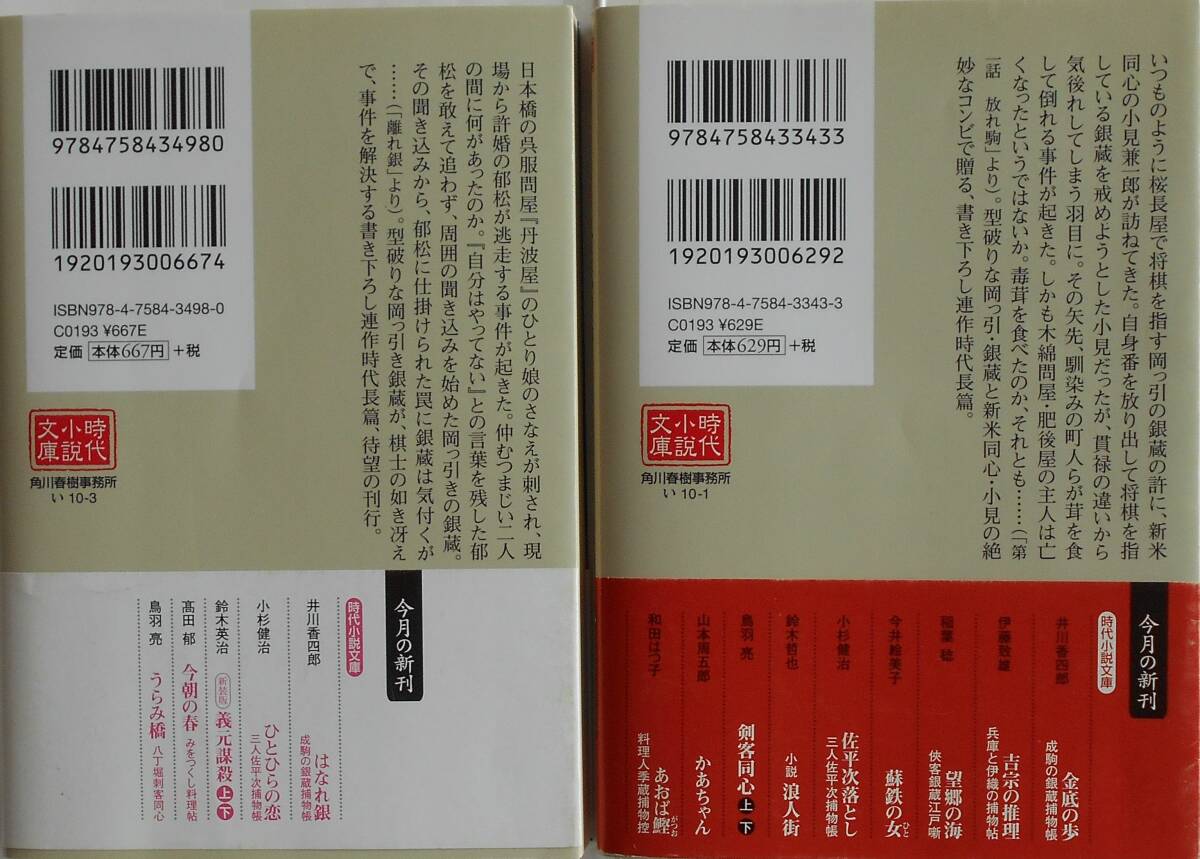 9784758434980
1920193006674
ISBN978-4-7584-3498-0
C0193 ¥667E
定価 本体667円 +税
時代
小説
文庫
角川春樹事務所
い 10-3
日本橋の呉服問屋『丹波屋』のひとり娘のさなえが刺され、現
場から許婚の郁松が逃走する事件が起きた。仲むつまじい二人
の間に何があったのか。『自分はやってない』との言葉を残した郁
松を敢えて追わず、周囲の聞き込みを始めた岡っ引きの銀蔵。
その聞き込みから、郁松に仕掛けられた罠に銀蔵は気付くが
……(「離れ銀」より)。型破りな岡っ引き銀蔵が、棋士の如き冴え
で、事件を解決する書き下ろし連作時代長篇、待望の刊行。
今月の新刊
時代小説文庫
井川香四郎 はなれ銀
成駒の銀蔵捕物帳
小杉健治 ひとひらの恋
三人佐平次捕物帳
鈴木英治 新装版 義元謀殺 上 下
髙田 郁 今朝の春 みをつくし料理帖
鳥羽 亮 うらみ橋 八丁堀刺客同心
9784758433433
1920193006292
ISBN978-4-7584-3343-3
C0193 ¥629E
定価 本体629円 +税
時代
小説
文庫
角川春樹事務所
い 10-1
いつものように桜長屋で将棋を指す岡っ引の銀蔵の許に、新米
同心の小見兼一郎が訪ねてきた。自身番を放り出して将棋を指
している銀蔵を戒めようとした小見だったが、貫禄の違いから
気後れしてしまう羽目に。その矢先、馴染みの町人らが茸を食
して倒れる事件が起きた。しかも木綿問屋・肥後屋の主人は亡
くなったというではないか。毒茸を食べたのか、それとも……(「第
一話 放れ駒」より)。型破りな岡っ引・銀蔵と新米同心・小見の絶
妙なコンビで贈る、書き下ろし連作時代長篇。
今月の新刊
時代小説文庫
井川香四郎 金底の歩
成駒の銀蔵捕物帳
伊藤致雄 吉宗の推理
兵庫と伊織の捕物帖
稲葉 稔 望郷の海
侠客銀蔵江戸噺
今井絵美子 蘇鉄の女 ひと
小杉健治 佐平次落とし
三人佐平次捕物帳
鈴木哲也 小説 浪人街
鳥羽 亮 剣客同心 上 下
山本周五郎 かあちゃん
和田はつ子 あおば鰹 がつお
料理人季蔵捕物控